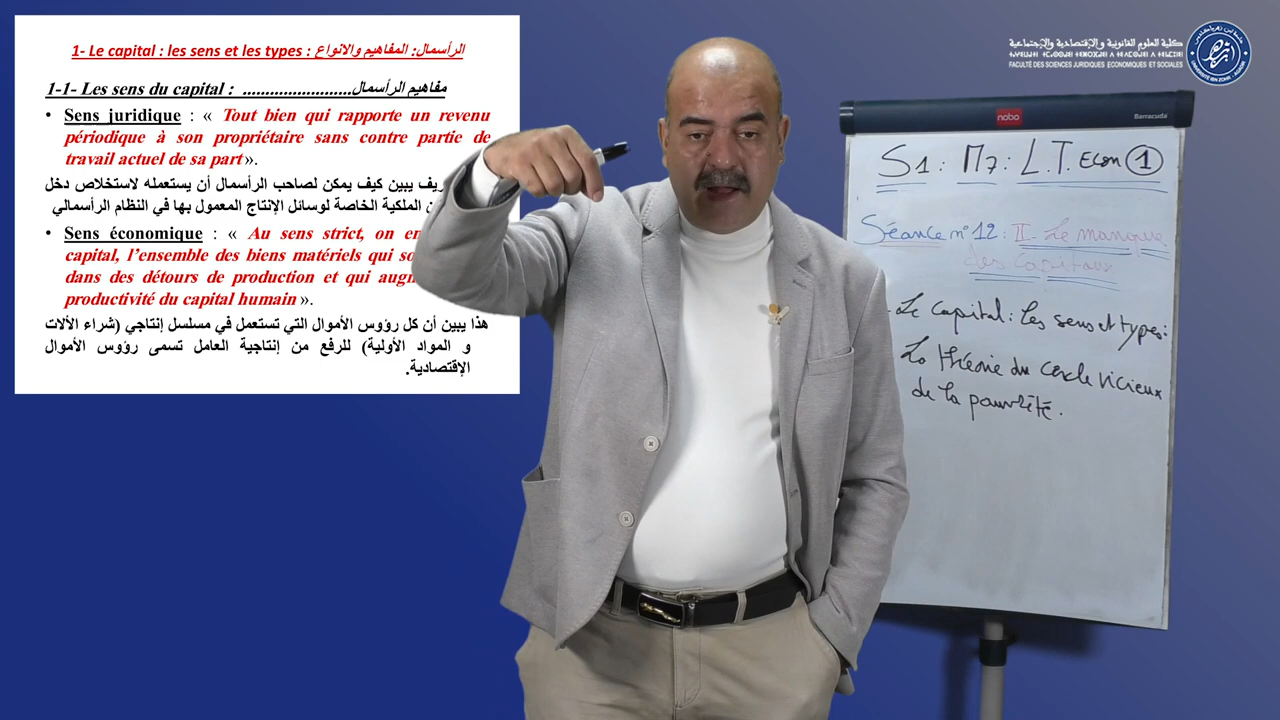 1- Le capital : les sens et les types : الرأسمال: المفاهيم والانواع
1-1- Les sens du capital : ........................مفاهيم الرأسمال
• Sens juridique : « Tout bien qui rapporte un revenu
périodique à son propriétaire sans contre partie de
travail actuel de sa part ».
يبين كيف يمكن لصاحب الرأسمال أن يستعمله لاستخلاص دخل
الملكية الخاصة لوسائل الإنتاج المعمول بها في النظام الرأسمالي
• Sens économique : « Au sens strict, on
capital, l'ensemble des biens matériels qui
dans des détours de production et qui
productivité du capital humain ».
هذا يبين أن كل رؤوس الأموال التي تستعمل في مسلسل إنتاجي (شراء الألات
و المواد الأولية) للرفع من إنتاجية العامل تسمى رؤوس الأموال
الإقتصادية.
كلية العلوم القانونية والإقتصادية والإجتماعية
FACULTÉ DES SCIENCES JURIDIQUES ECONOMIQUES ET SOCIALES
nobo
Barracuda
S1: M7: L.T. Econ 1
Séance n° 12: II- Le manque
des capitaux
- Le capital: les sens et types:
La théorie du cercle vicieux
de la pauvreté.